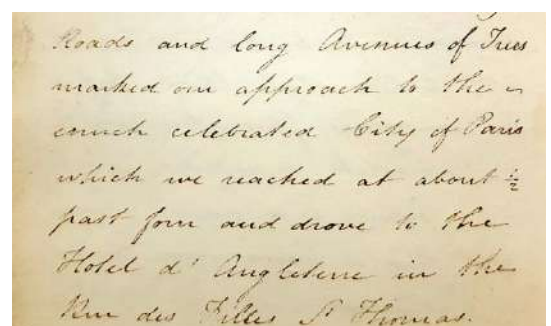 Roads and long Avenues of Trees
marked our approach to the
much celebrated City of Paris
which we reached at about ½
past four and drove to the
Hotel d' Angleterre in the
Rue des Filles St Thomas.